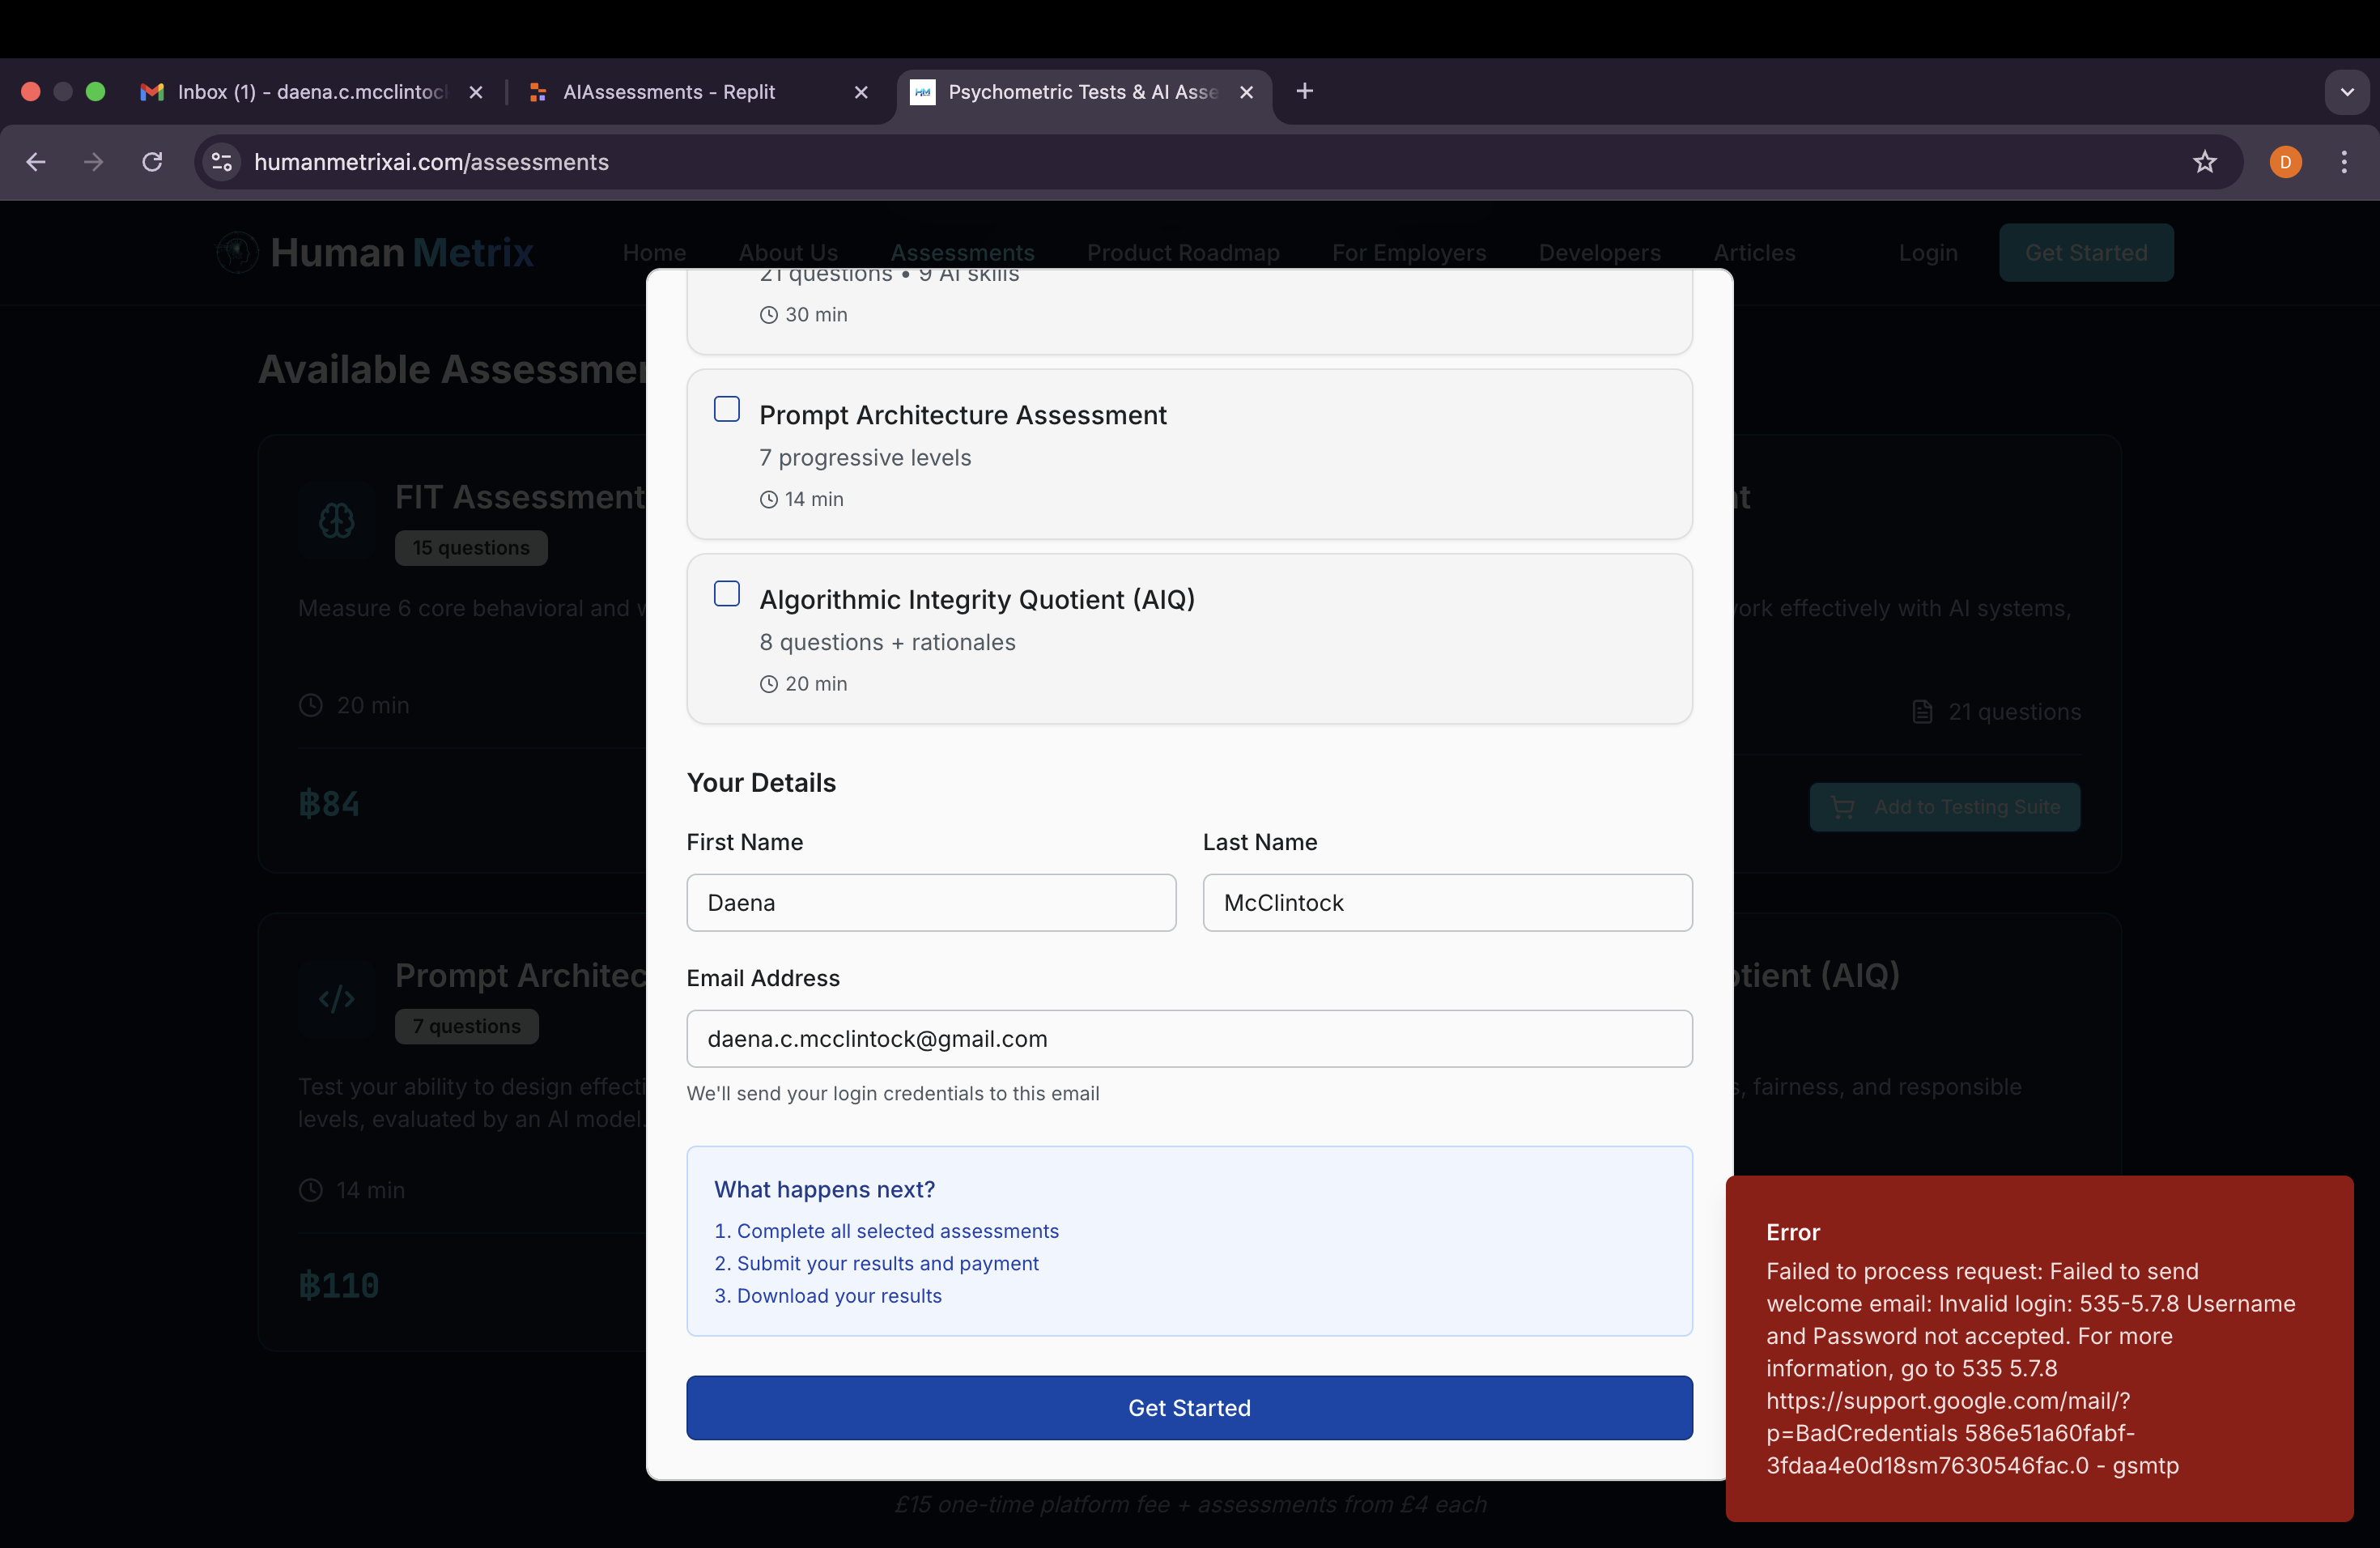 Inbox (1) - daena.c.mcclintoc
AIAssessments - Replit
Psychometric Tests & AI Asse
humanmetrixai.com/assessments
D
HumanMetrix
Home
About Us
Assessments
Product Roadmap
For Employers
Developers
Articles
Login
Get Started
21 questions • 9 AI skills
30 min
Available Assessmen
Prompt Architecture Assessment
7 progressive levels
14 min
FIT Assessment
15 questions
Measure 6 core behavioral and w
20 min
฿84
Algorithmic Integrity Quotient (AIQ)
8 questions + rationales
20 min
nt
ork effectively with AI systems,
21 questions
Add to Testing Suite
Your Details
First Name
Last Name
Daena
McClintock
Email Address
daena.c.mcclintock@gmail.com
We'll send your login credentials to this email
Prompt Architec
7 questions
Test your ability to design effecti
levels, evaluated by an AI model.
14 min
฿110
otient (AIQ)
s, fairness, and responsible
What happens next?
1. Complete all selected assessments
2. Submit your results and payment
3. Download your results
Get Started
£15 one-time platform fee + assessments from £4 each
Error
Failed to process request: Failed to send
welcome email: Invalid login: 535-5.7.8 Username
and Password not accepted. For more
information, go to 535 5.7.8
https://support.google.com/mail/?
p=BadCredentials 586e51a60fabf-
3fdaa4e0d18sm7630546fac.0 - gsmtp